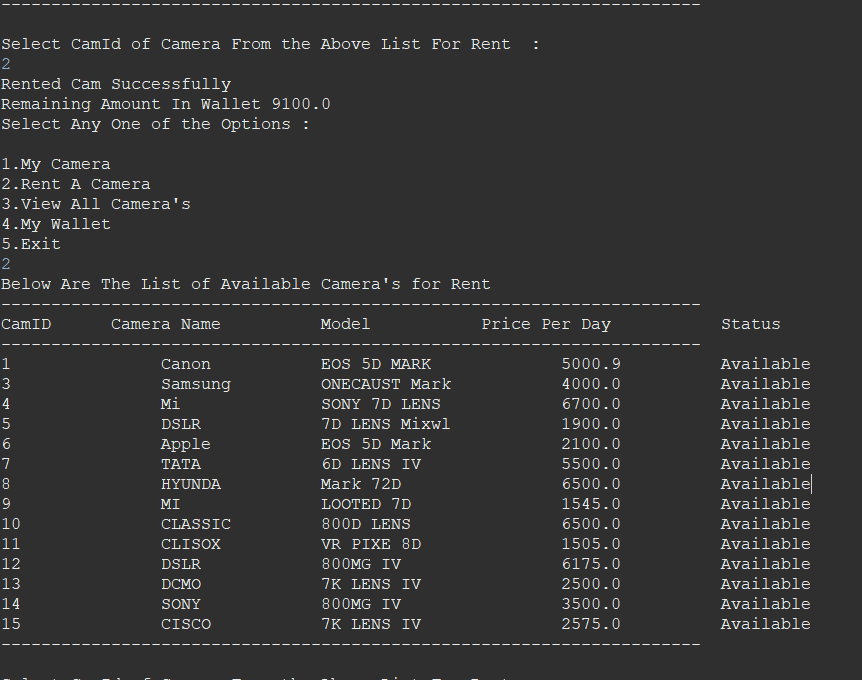 ----------------------------------------------------------------------
Select CamId of Camera From the Above List For Rent  :
2
Rented Cam Successfully
Remaining Amount In Wallet 9100.0
Select Any One of the Options :
1.My Camera
2.Rent A Camera
3.View All Camera's
4.My Wallet
5.Exit
2
Below Are The List of Available Camera's for Rent
----------------------------------------------------------------------
CamID      Camera Name          Model           Price Per Day           Status
----------------------------------------------------------------------
1               Canon           EOS 5D MARK             5000.9          Available
3               Samsung         ONECAUST Mark           4000.0          Available
4               Mi              SONY 7D LENS            6700.0          Available
5               DSLR            7D LENS Mixwl           1900.0          Available
6               Apple           EOS 5D Mark             2100.0          Available
7               TATA            6D LENS IV              5500.0          Available
8               HYUNDA          Mark 72D                6500.0          Available
9               MI              LOOTED 7D               1545.0          Available
10              CLASSIC         800D LENS               6500.0          Available
11              CLISOX          VR PIXE 8D              1505.0          Available
12              DSLR            800MG IV                6175.0          Available
13              DCMO            7K LENS IV              2500.0          Available
14              SONY            800MG IV                3500.0          Available
15              CISCO           7K LENS IV              2575.0          Available
----------------------------------------------------------------------